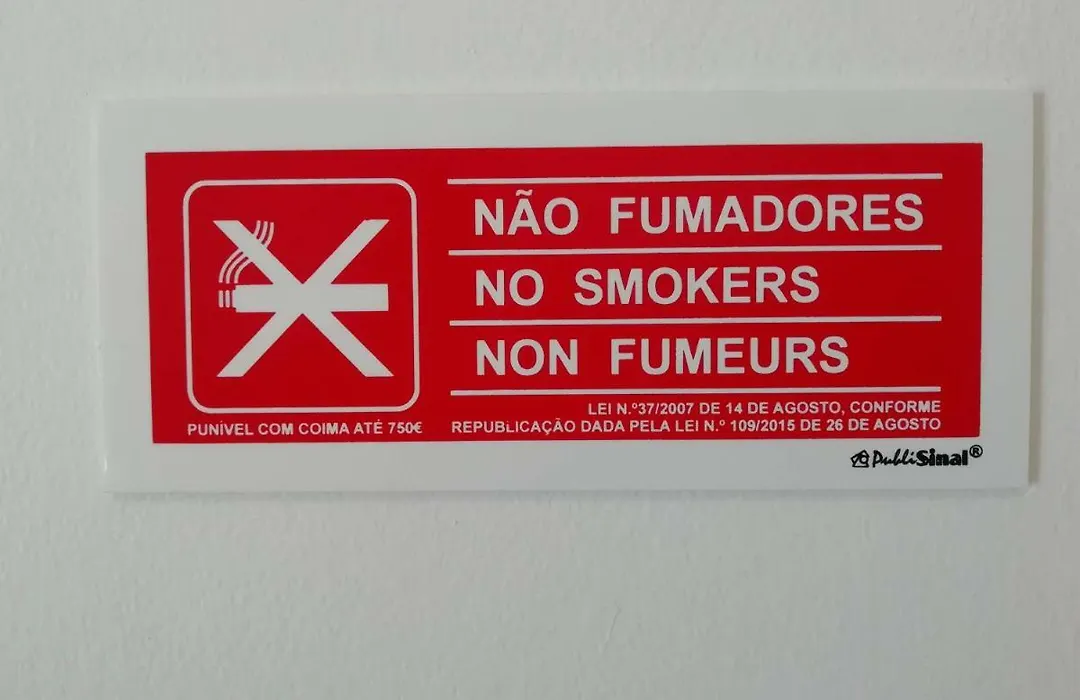 NÃO FUMADORES
NO SMOKERS
NON FUMEURS
LEI N.º37/2007 DE 14 DE AGOSTO, CONFORME
REPUBLICAÇÃO DADA PELA LEI N.º 109/2015 DE 26 DE AGOSTO
PUNÍVEL COM COIMA ATÉ 750€
PubliSinal®